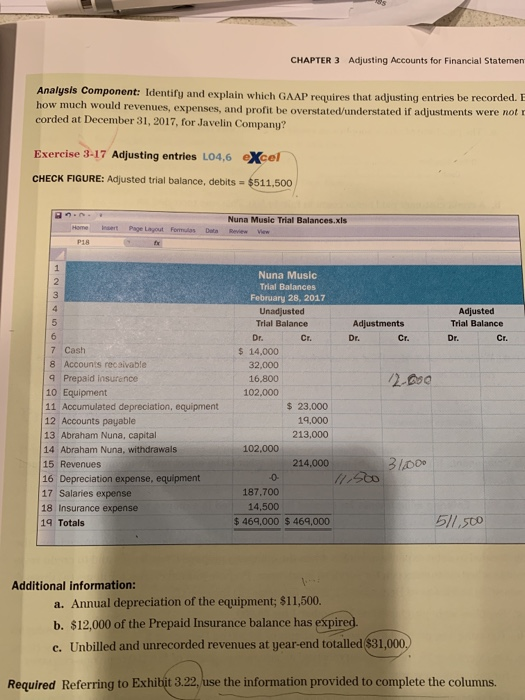 CHAPTER 3 Adjusting Accounts for Financial Statemen
Analysis Component: Identify and explain which GAAP requires that adjusting entries be recorded.
how much would revenues, expenses, and profit be overstated/understated if adjustments were not
corded at December 31, 2017, for Javelin Company?
Exercise 3-17 Adjusting entries LO4,6 eXcel
CHECK FIGURE: Adjusted trial balance, debits = $511,500
Nuna Music Trial Balances.xls
Home Insert Page Layout Formulas Data Review View
P18 fx
1 Nuna Music
2 Trial Balances
3 February 28, 2017
4 Unadjusted Adjusted
5 Trial Balance Adjustments Trial Balance
6 Dr. Cr. Dr. Cr. Dr. Cr.
7 Cash $ 14,000
8 Accounts receivable 32,000
9 Prepaid insurance 16,800 12,000
10 Equipment 102,000
11 Accumulated depreciation, equipment $ 23,000
12 Accounts payable 19,000
13 Abraham Nuna, capital 213,000
14 Abraham Nuna, withdrawals 102,000
15 Revenues 214,000 31,000
16 Depreciation expense, equipment -0- 11,500
17 Salaries expense 187,700
18 Insurance expense 14,500
19 Totals $ 469,000 $ 469,000 511,500
Additional information:
a. Annual depreciation of the equipment; $11,500.
b. $12,000 of the Prepaid Insurance balance has expired.
c. Unbilled and unrecorded revenues at year-end totalled $31,000.
Required Referring to Exhibit 3.22, use the information provided to complete the columns.